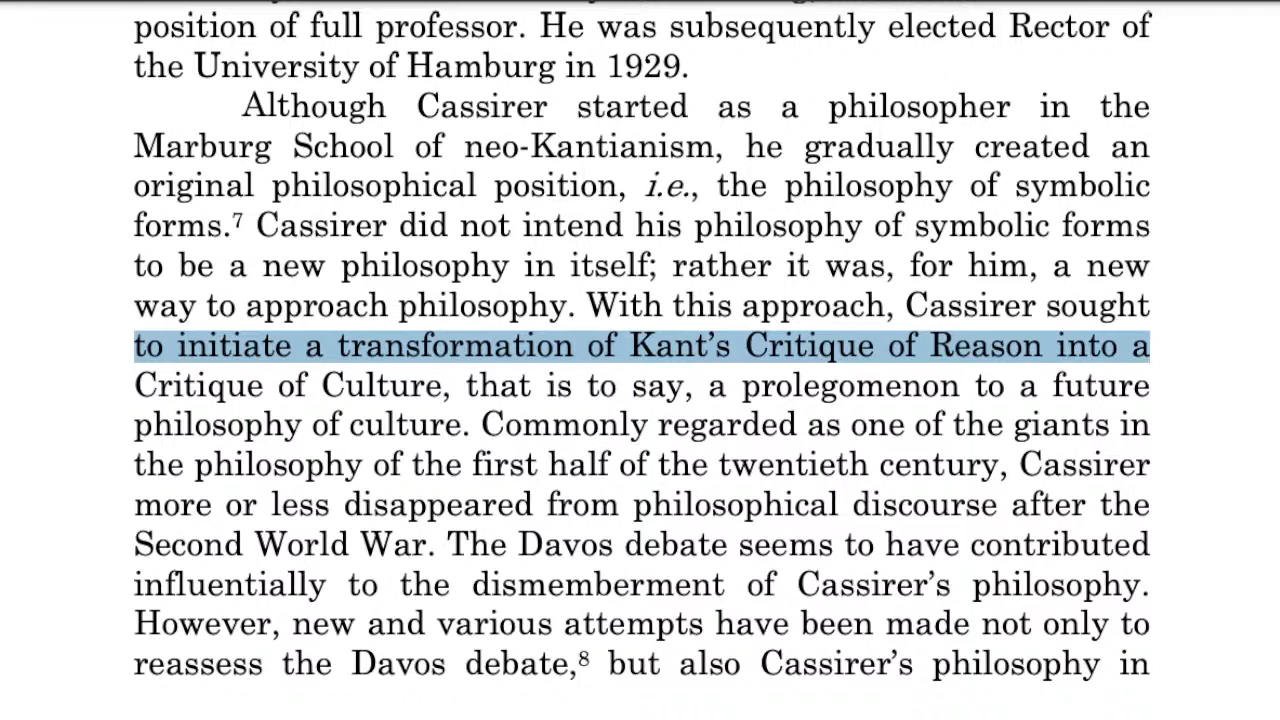 position of full professor. He was subsequently elected Rector of
the University of Hamburg in 1929.
Although Cassirer started as a philosopher in the
Marburg School of neo-Kantianism, he gradually created an
original philosophical position, i.e., the philosophy of symbolic
forms.⁷ Cassirer did not intend his philosophy of symbolic forms
to be a new philosophy in itself; rather it was, for him, a new
way to approach philosophy. With this approach, Cassirer sought
to initiate a transformation of Kant’s Critique of Reason into a
Critique of Culture, that is to say, a prolegomenon to a future
philosophy of culture. Commonly regarded as one of the giants in
the philosophy of the first half of the twentieth century, Cassirer
more or less disappeared from philosophical discourse after the
Second World War. The Davos debate seems to have contributed
influentially to the dismemberment of Cassirer’s philosophy.
However, new and various attempts have been made not only to
reassess the Davos debate,⁸ but also Cassirer’s philosophy in